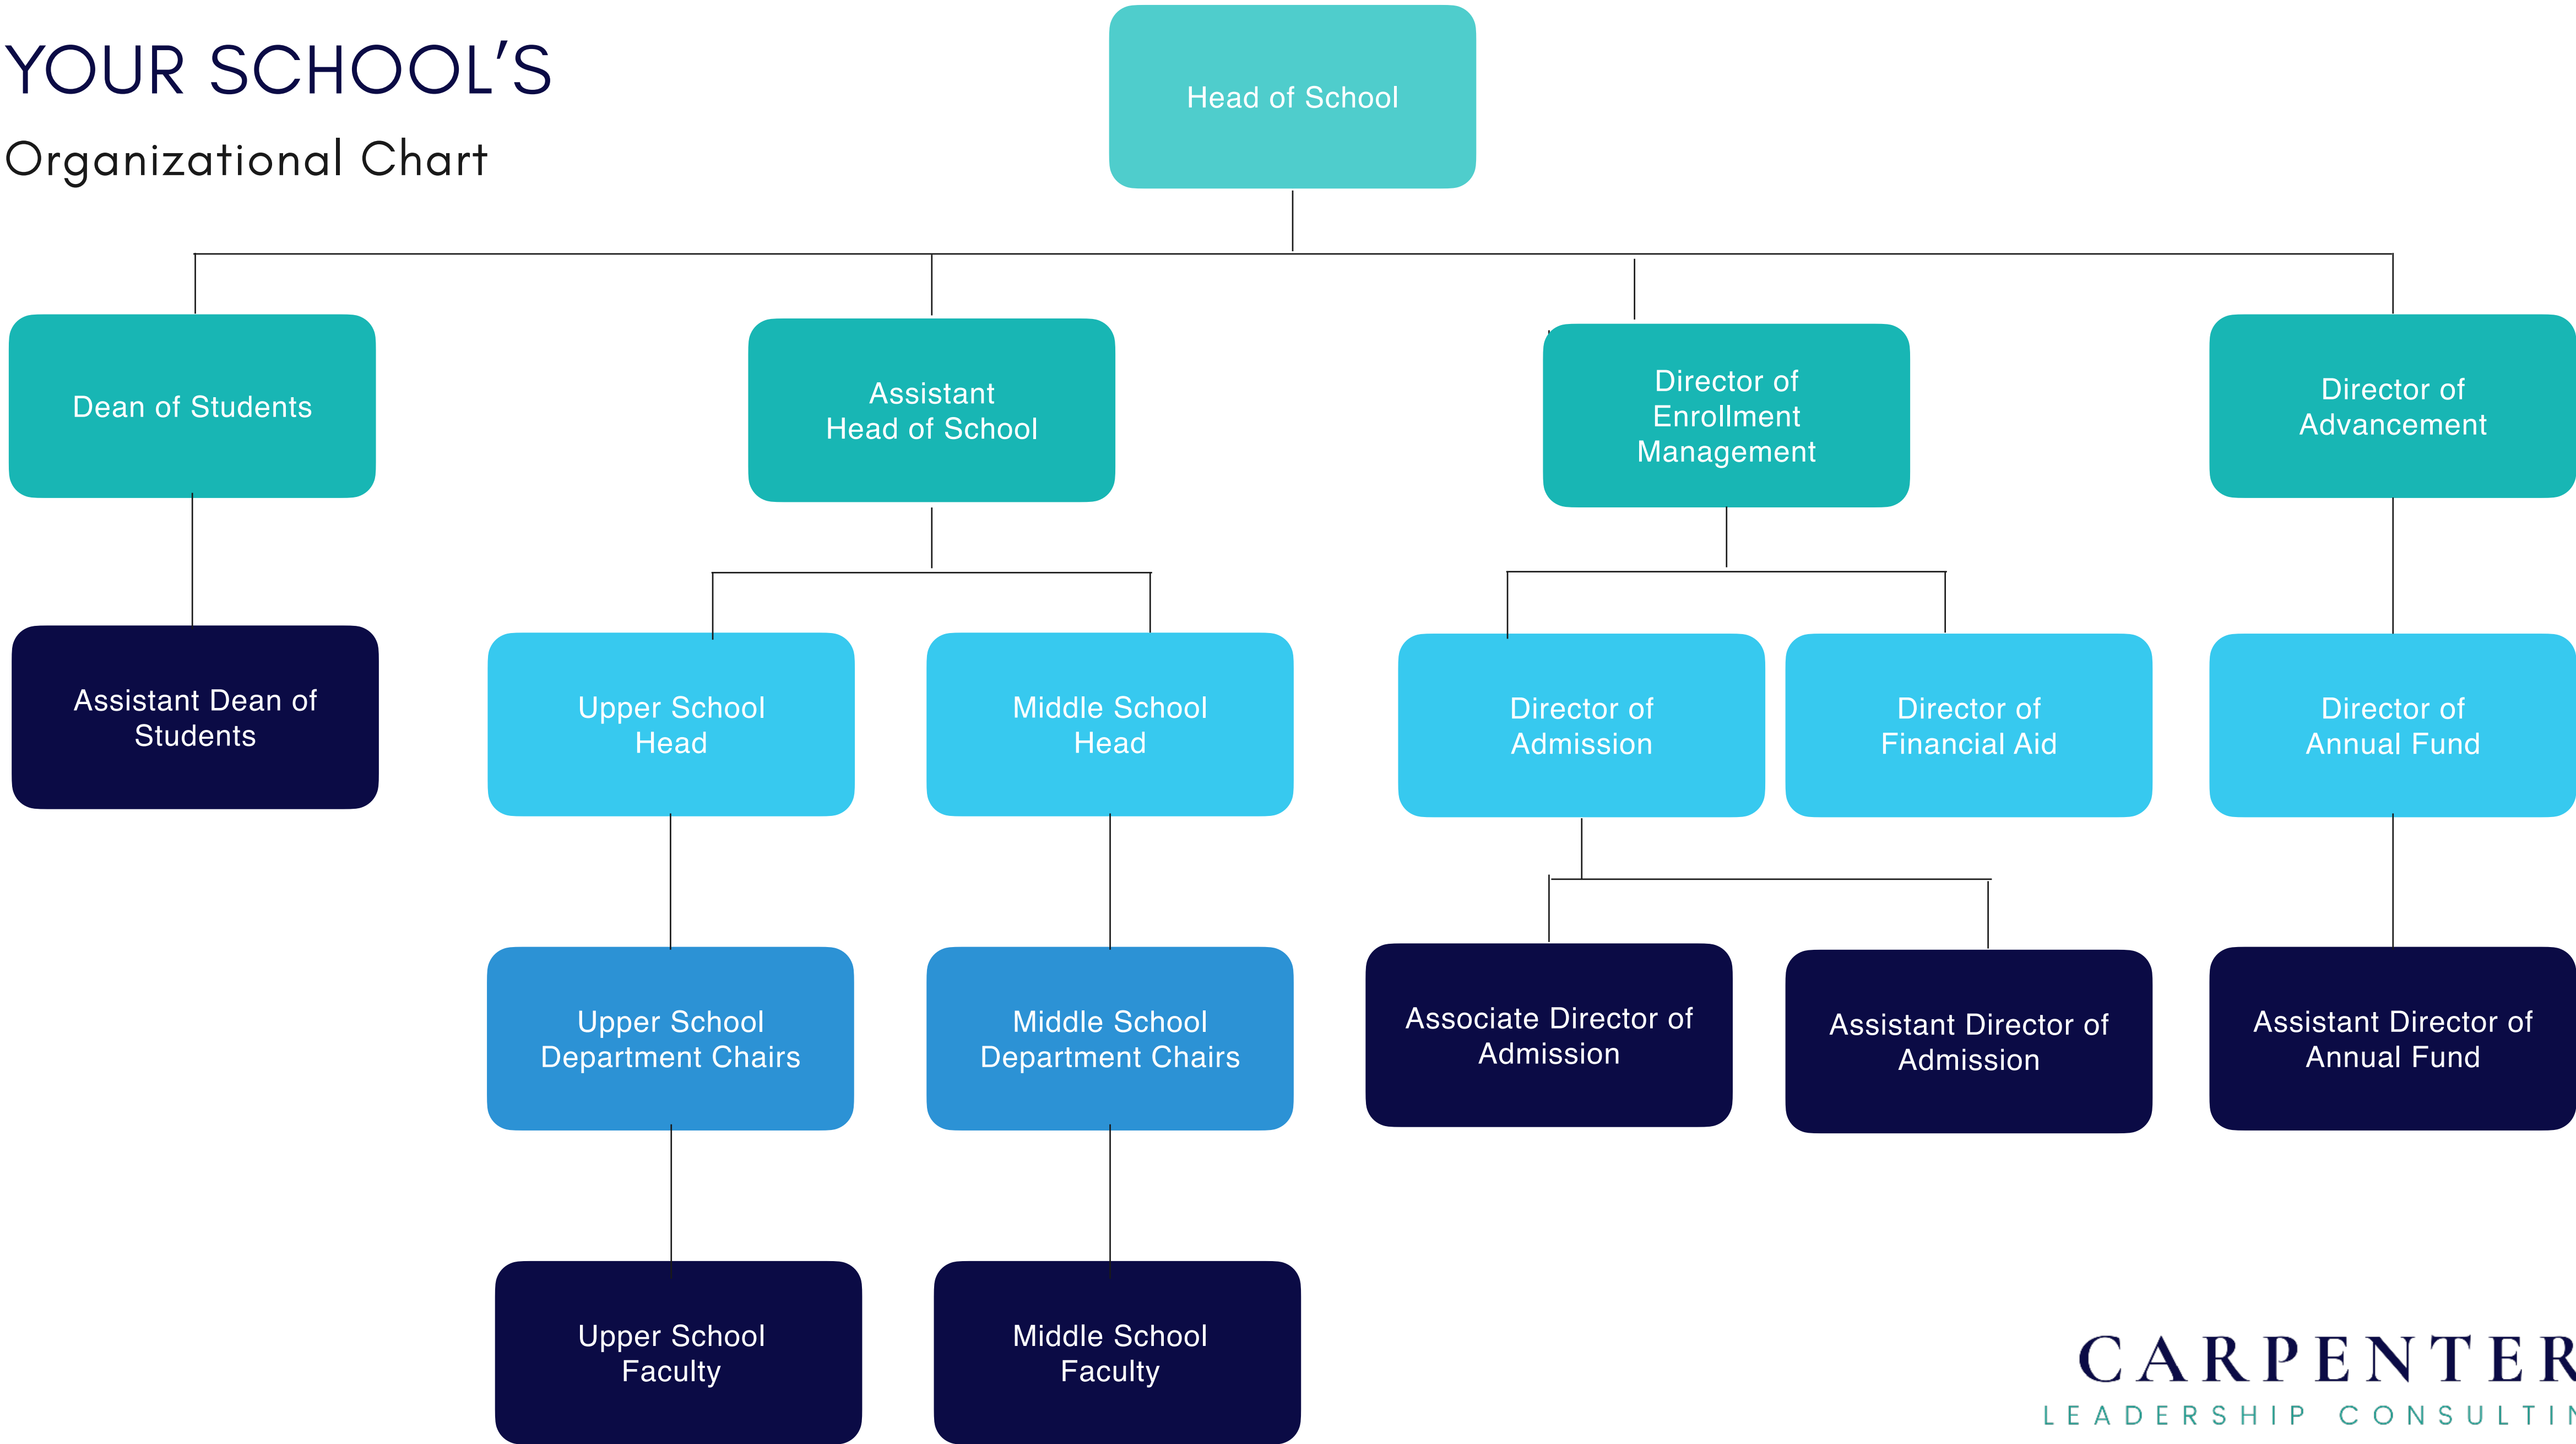 YOUR SCHOOL'S
Organizational Chart
Head of School
Dean of Students
Assistant
Head of School
Director of
Enrollment
Management
Director of
Advancement
Assistant Dean of
Students
Upper School
Head
Middle School
Head
Director of
Admission
Director of
Financial Aid
Director of
Annual Fund
Upper School
Department Chairs
Middle School
Department Chairs
Associate Director of
Admission
Assistant Director of
Admission
Assistant Director of
Annual Fund
Upper School
Faculty
Middle School
Faculty
CARPENTER
LEADERSHIP CONSULTIN